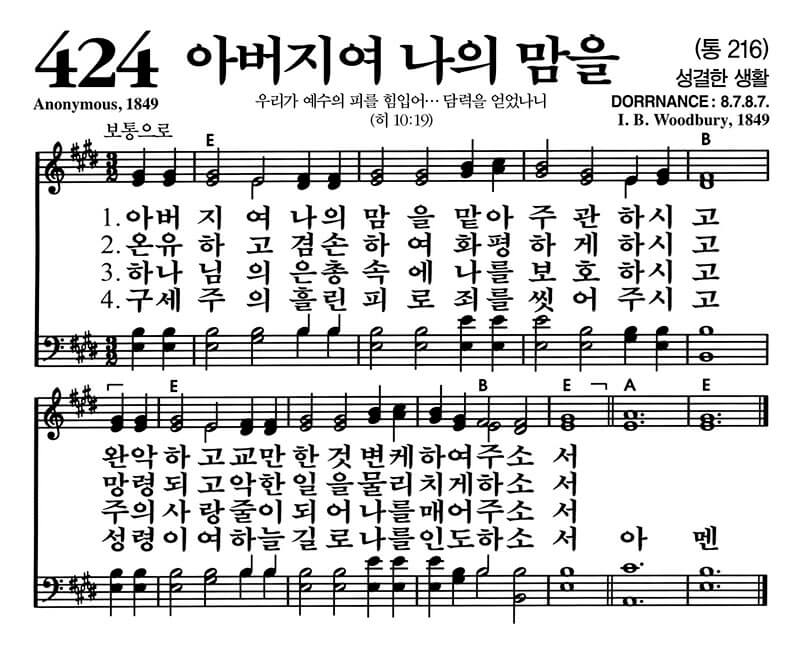 424 아버지여 나의 맘을 (통 216)
성결한 생활
Anonymous, 1849
우리가 예수의 피를 힘입어… 담력을 얻었나니
(히 10:19)
DORRNANCE : 8.7.8.7.
I. B. Woodbury, 1849
보통으로
E B
3 2
1. 아버 지 여 나의 맘 을 맡아 주 관 하시 고
2. 온유 하 고 겸손 하 여 화평 하 게 하시 고
3. 하나 님 의 은총 속 에 나를 보 호 하시 고
4. 구세 주 의 흘린 피 로 죄를 씻 어 주시 고
3 2
E B E A E
완악 하 고 교만 한 것 변케 하여 주소 서
망령 되 고 악한 일 을 물리 치게 하소 서
주의 사 랑 줄이 되 어 나를 매어 주소 서
성령 이 여 하늘 길 로 나를 인도 하소 서 아 멘